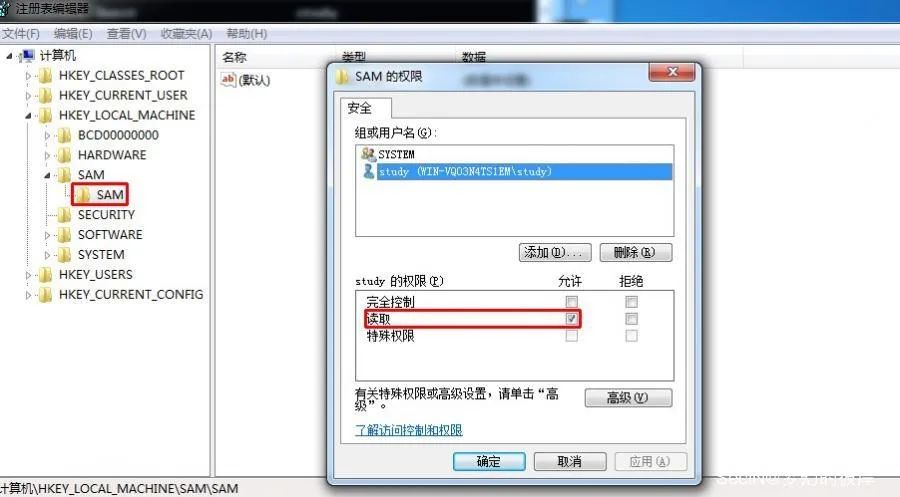 注册表编辑器
文件(F) 编辑(E) 查看(V) 收藏夹(A) 帮助(H)
计算机
HKEY_CLASSES_ROOT
HKEY_CURRENT_USER
HKEY_LOCAL_MACHINE
BCD00000000
HARDWARE
SAM
SAM
SECURITY
SOFTWARE
SYSTEM
HKEY_USERS
HKEY_CURRENT_CONFIG
名称 类型 数据
ab (默认)
SAM 的权限
安全
组或用户名(G):
SYSTEM
study (WIN-VQO3N4TS1EM\study)
添加(D)... 删除(R)
study 的权限(P) 允许 拒绝
完全控制
读取
特殊权限
有关特殊权限或高级设置，请单击“高
级”。
高级(V)
了解访问控制和权限
确定 取消 应用(A)
计算机\HKEY_LOCAL_MACHINE\SAM\SAM